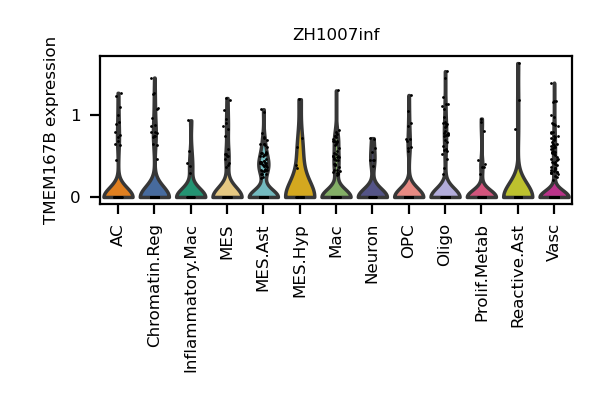 ZH1007inf
TMEM167B expression
1
0
AC
Chromatin.Reg
Inflammatory.Mac
MES
MES.Ast
MES.Hyp
Mac
Neuron
OPC
Oligo
Prolif.Metab
Reactive.Ast
Vasc